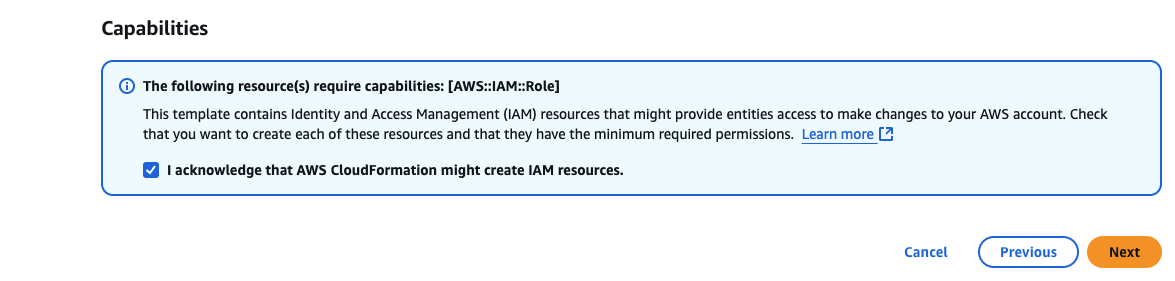 Capabilities
The following resource(s) require capabilities: [AWS::IAM::Role]
This template contains Identity and Access Management (IAM) resources that might provide entities access to make changes to your AWS account. Check
that you want to create each of these resources and that they have the minimum required permissions. Learn more
I acknowledge that AWS CloudFormation might create IAM resources.
Cancel Previous Next